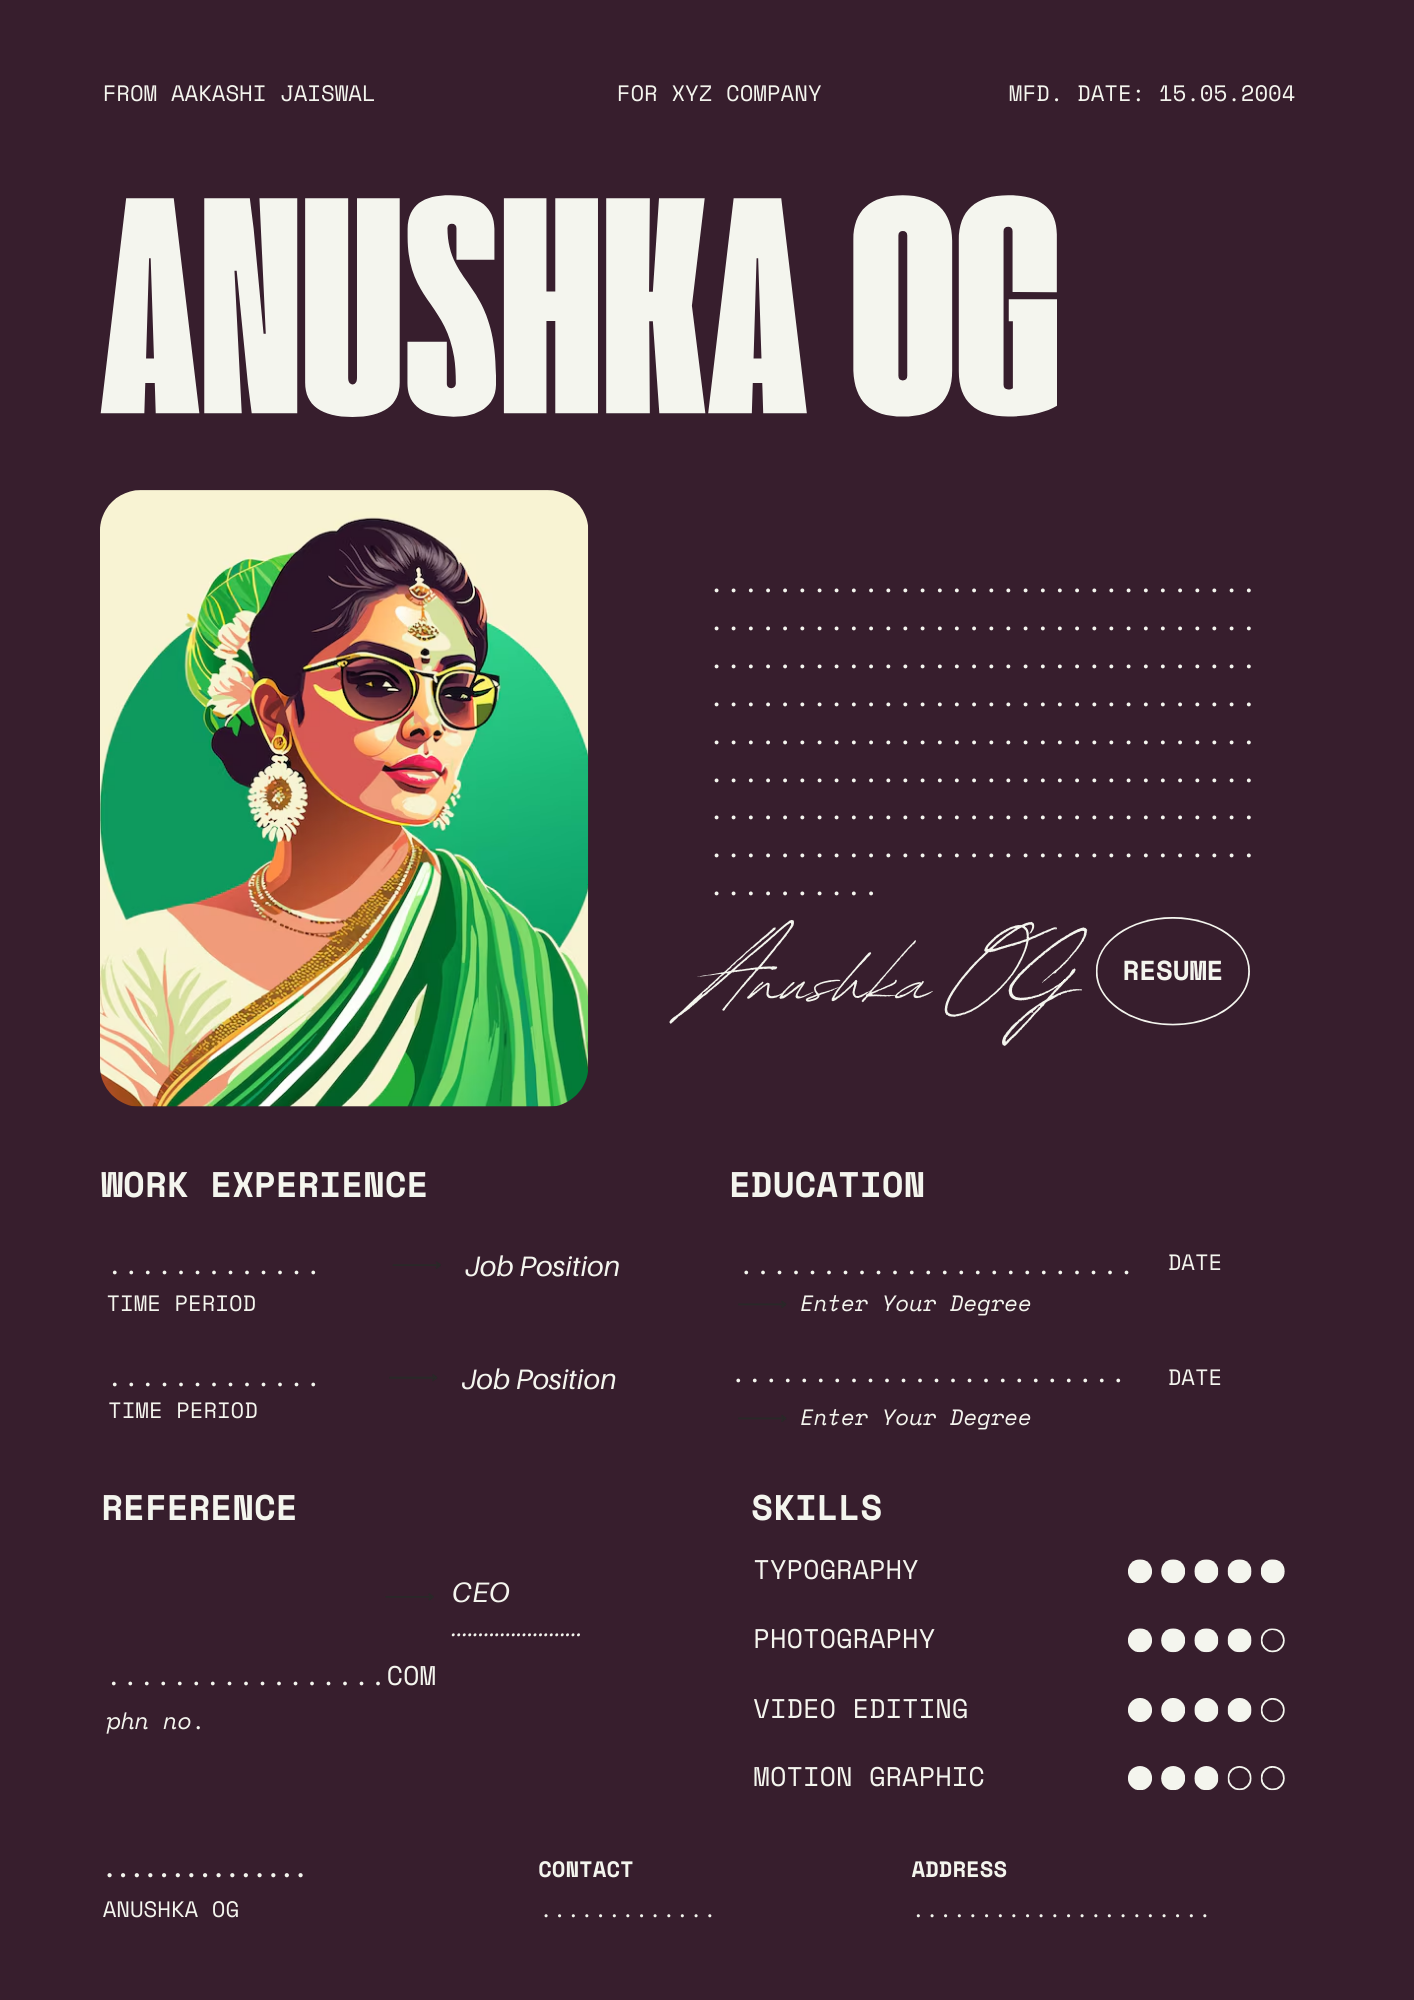 FROM AAKASHI JAISWAL
FOR XYZ COMPANY
MFD. DATE: 15.05.2004
ANUSHKA OG
. . . . . . . . . . . . . . . . . . . . . . . . . . . . . . . . .
. . . . . . . . . . . . . . . . . . . . . . . . . . . . . . . . .
. . . . . . . . . . . . . . . . . . . . . . . . . . . . . . . . .
. . . . . . . . . . . . . . . . . . . . . . . . . . . . . . . . .
. . . . . . . . . . . . . . . . . . . . . . . . . . . . . . . . .
. . . . . . . . . . . . . . . . . . . . . . . . . . . . . . . . .
. . . . . . . . . . . . . . . . . . . . . . . . . . . . . . . . .
. . . . . . . . . . . . . . . . . . . . . . . . . . . . . . . . .
. . . . . . . . . .
Anushka OG
RESUME
WORK EXPERIENCE
.............
Job Position
TIME PERIOD
.............
Job Position
TIME PERIOD
EDUCATION
........................
DATE
Enter Your Degree
........................
DATE
Enter Your Degree
REFERENCE
CEO
........................
.................COM
phn no.
SKILLS
TYPOGRAPHY
PHOTOGRAPHY
VIDEO EDITING
MOTION GRAPHIC
..............
ANUSHKA OG
CONTACT
.............
ADDRESS
......................